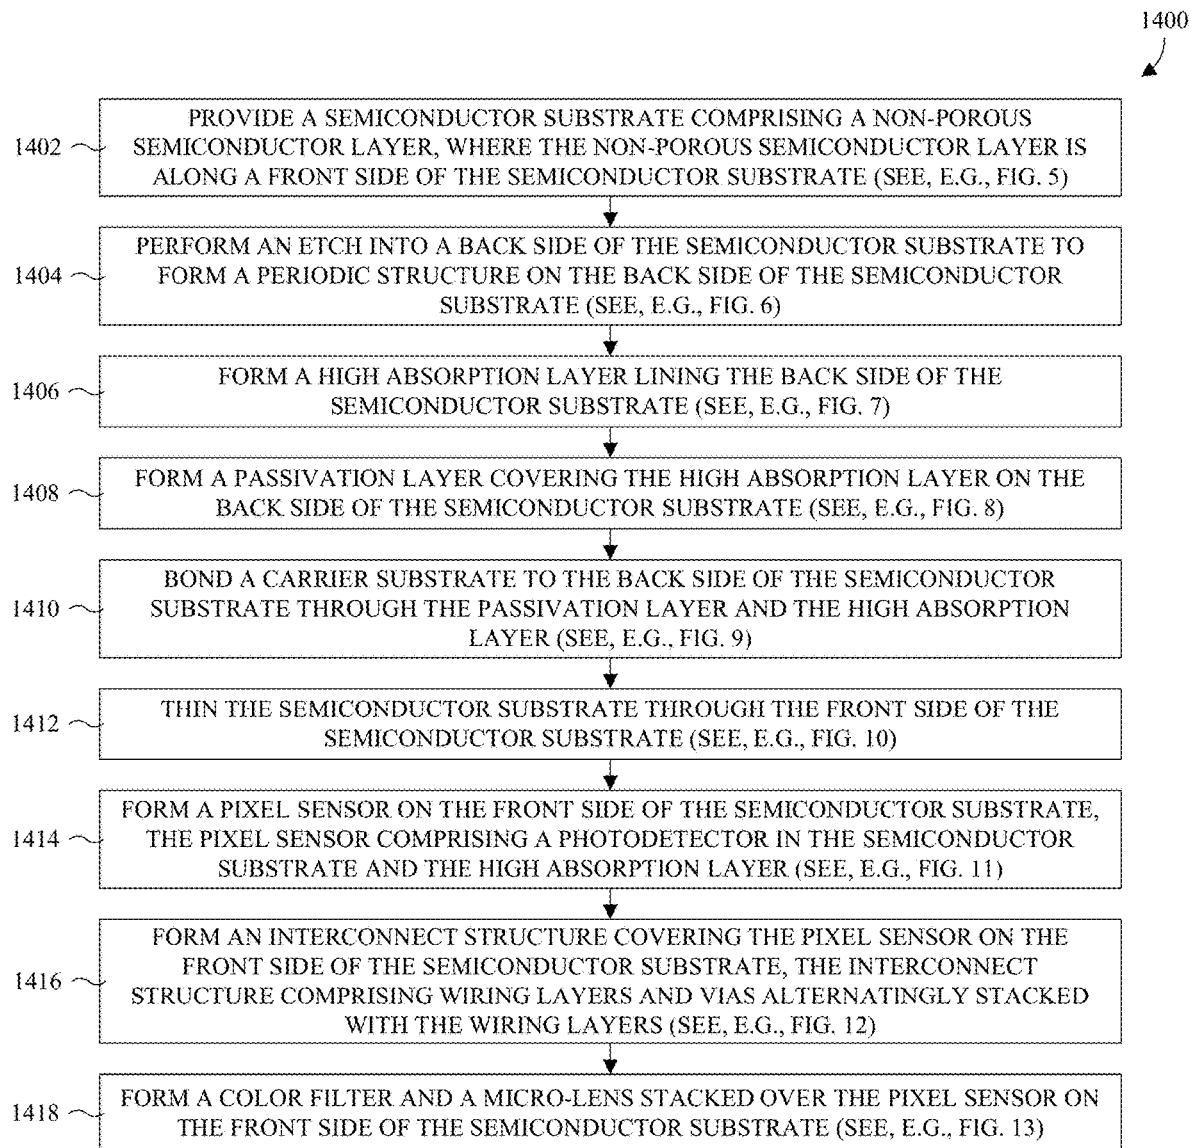 1400
1402
PROVIDE A SEMICONDUCTOR SUBSTRATE COMPRISING A NON-POROUS
SEMICONDUCTOR LAYER, WHERE THE NON-POROUS SEMICONDUCTOR LAYER IS
ALONG A FRONT SIDE OF THE SEMICONDUCTOR SUBSTRATE (SEE, E.G., FIG. 5)
1404
PERFORM AN ETCH INTO A BACK SIDE OF THE SEMICONDUCTOR SUBSTRATE TO
FORM A PERIODIC STRUCTURE ON THE BACK SIDE OF THE SEMICONDUCTOR
SUBSTRATE (SEE, E.G., FIG. 6)
1406
FORM A HIGH ABSORPTION LAYER LINING THE BACK SIDE OF THE
SEMICONDUCTOR SUBSTRATE (SEE, E.G., FIG. 7)
1408
FORM A PASSIVATION LAYER COVERING THE HIGH ABSORPTION LAYER ON THE
BACK SIDE OF THE SEMICONDUCTOR SUBSTRATE (SEE, E.G., FIG. 8)
1410
BOND A CARRIER SUBSTRATE TO THE BACK SIDE OF THE SEMICONDUCTOR
SUBSTRATE THROUGH THE PASSIVATION LAYER AND THE HIGH ABSORPTION
LAYER (SEE, E.G., FIG. 9)
1412
THIN THE SEMICONDUCTOR SUBSTRATE THROUGH THE FRONT SIDE OF THE
SEMICONDUCTOR SUBSTRATE (SEE, E.G., FIG. 10)
1414
FORM A PIXEL SENSOR ON THE FRONT SIDE OF THE SEMICONDUCTOR SUBSTRATE,
THE PIXEL SENSOR COMPRISING A PHOTODETECTOR IN THE SEMICONDUCTOR
SUBSTRATE AND THE HIGH ABSORPTION LAYER (SEE, E.G., FIG. 11)
1416
FORM AN INTERCONNECT STRUCTURE COVERING THE PIXEL SENSOR ON THE
FRONT SIDE OF THE SEMICONDUCTOR SUBSTRATE, THE INTERCONNECT
STRUCTURE COMPRISING WIRING LAYERS AND VIAS ALTERNATINGLY STACKED
WITH THE WIRING LAYERS (SEE, E.G., FIG. 12)
1418
FORM A COLOR FILTER AND A MICRO-LENS STACKED OVER THE PIXEL SENSOR ON
THE FRONT SIDE OF THE SEMICONDUCTOR SUBSTRATE (SEE, E.G., FIG. 13)